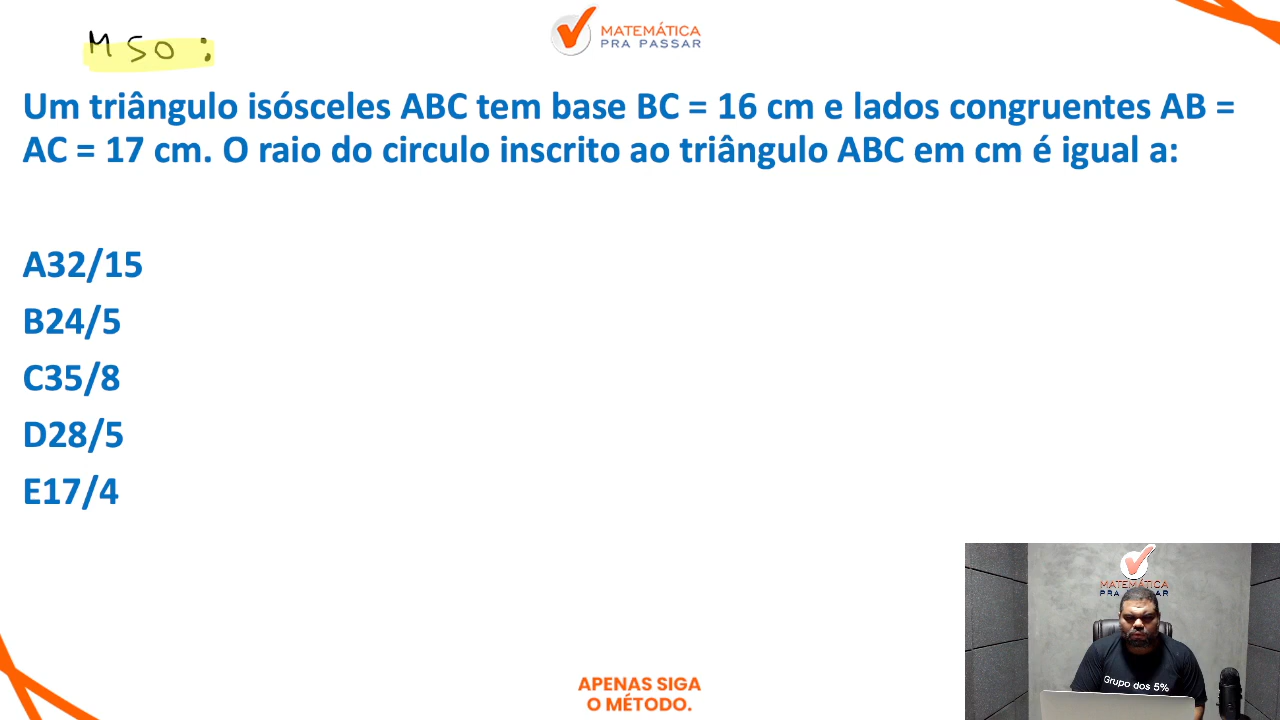 M S O :
MATEMÁTICA
PRA PASSAR
Um triângulo isósceles ABC tem base BC = 16 cm e lados congruentes AB =
AC = 17 cm. O raio do circulo inscrito ao triângulo ABC em cm é igual a:
A32/15
B24/5
C35/8
D28/5
E17/4
MATEMÁTICA
PRA PASSAR
Grupo dos 5%
APENAS SIGA
O MÉTODO.